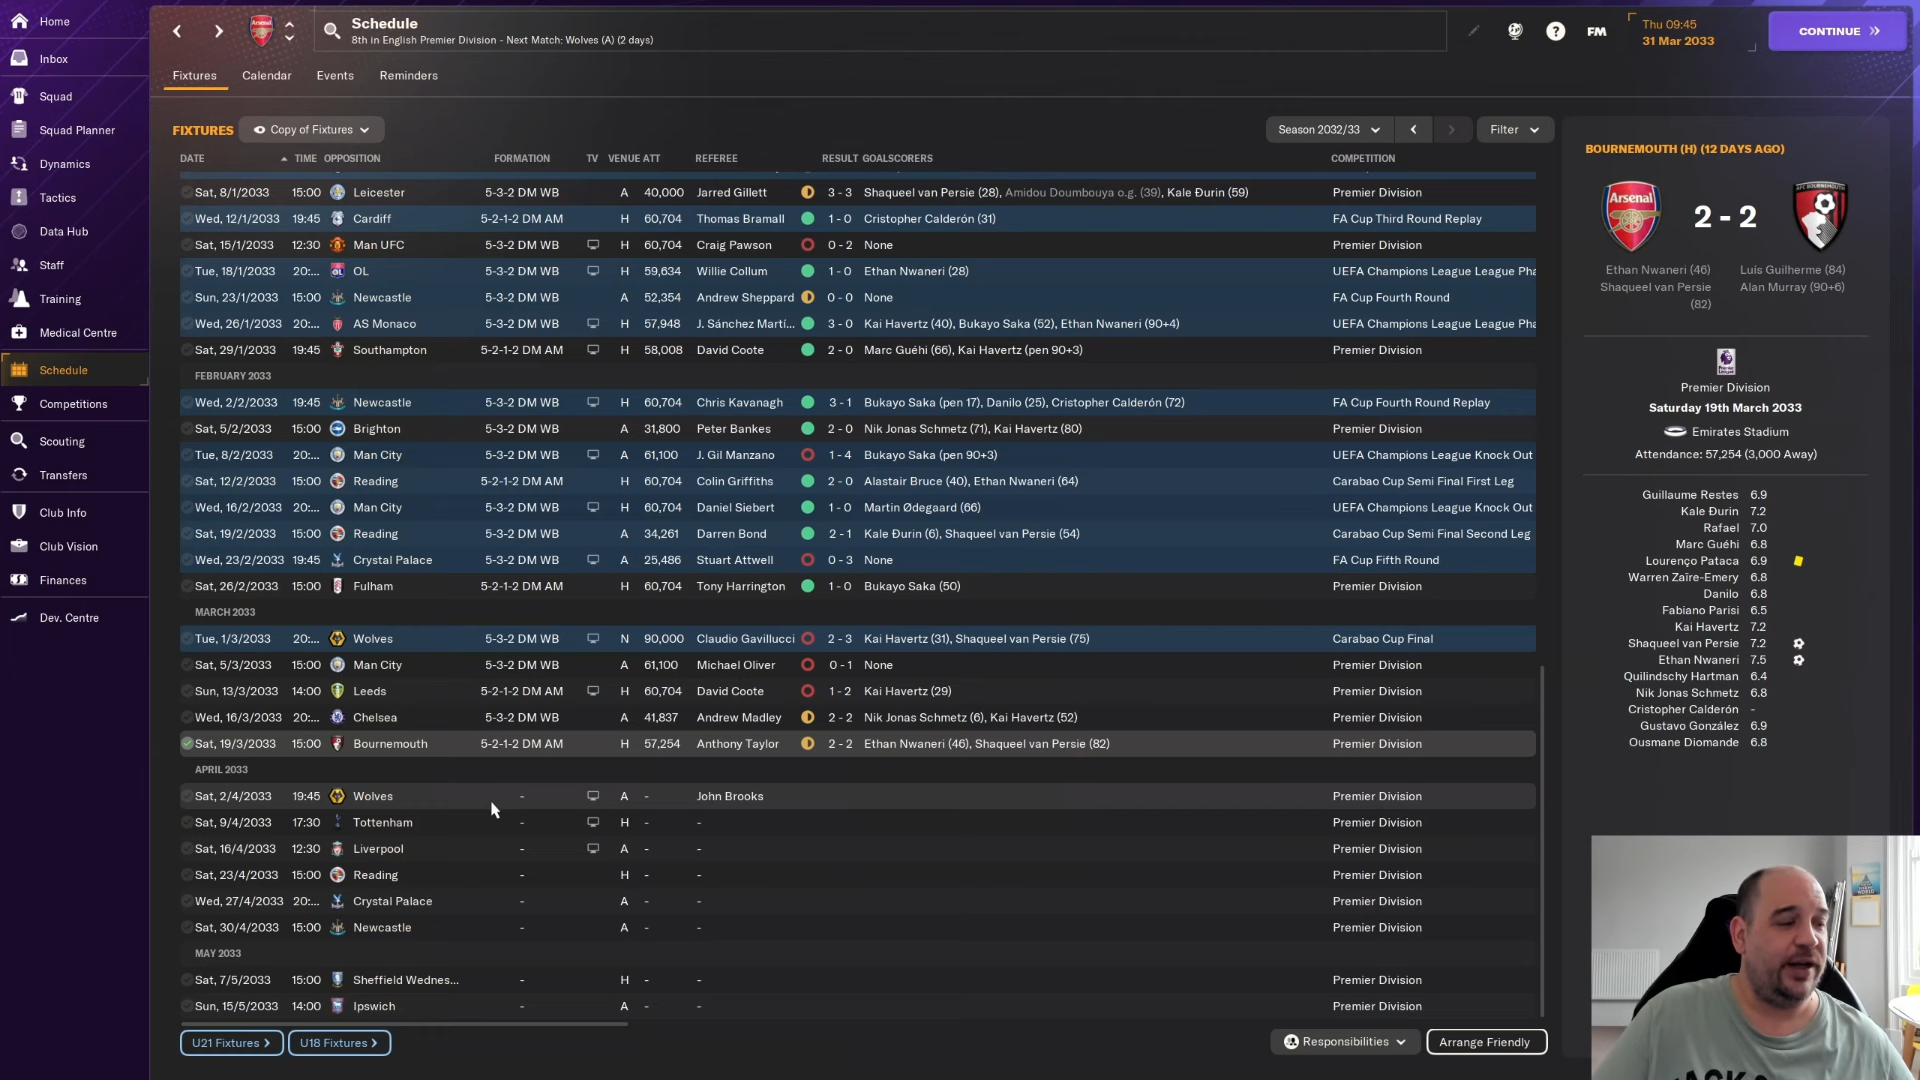 Home
Inbox
Squad
Squad Planner
Dynamics
Tactics
Data Hub
Staff
Training
Medical Centre
Schedule
Competitions
Scouting
Transfers
Club Info
Club Vision
Finances
Dev. Centre
Schedule
8th in English Premier Division - Next Match: Wolves (A) (2 days)
FM
Thu 09:45
31 Mar 2033
CONTINUE
Fixtures Calendar Events Reminders
FIXTURES Copy of Fixtures Season 2032/33 Filter
DATE TIME OPPOSITION FORMATION TV VENUE ATT REFEREE RESULT GOALSCORERS COMPETITION
Sat, 8/1/2033 15:00 Leicester 5-3-2 DM WB A 40,000 Jarred Gillett 3 - 3 Shaqueel van Persie (28), Amidou Doumbouya o.g. (39), Kale Đurin (59) Premier Division
Wed, 12/1/2033 19:45 Cardiff 5-2-1-2 DM AM H 60,704 Thomas Bramall 1 - 0 Cristopher Calderón (31) FA Cup Third Round Replay
Sat, 15/1/2033 12:30 Man UFC 5-3-2 DM WB H 60,704 Craig Pawson 0 - 2 None Premier Division
Tue, 18/1/2033 20:... OL 5-3-2 DM WB H 59,634 Willie Collum 1 - 0 Ethan Nwaneri (28) UEFA Champions League League Pha
Sun, 23/1/2033 15:00 Newcastle 5-3-2 DM WB A 52,354 Andrew Sheppard 0 - 0 None FA Cup Fourth Round
Wed, 26/1/2033 20:... AS Monaco 5-3-2 DM WB H 57,948 J. Sánchez Martí... 3 - 0 Kai Havertz (40), Bukayo Saka (52), Ethan Nwaneri (90+4) UEFA Champions League League Pha
Sat, 29/1/2033 19:45 Southampton 5-2-1-2 DM AM H 58,008 David Coote 2 - 0 Marc Guéhi (66), Kai Havertz (pen 90+3) Premier Division
FEBRUARY 2033
Wed, 2/2/2033 19:45 Newcastle 5-3-2 DM WB H 60,704 Chris Kavanagh 3 - 1 Bukayo Saka (pen 17), Danilo (25), Cristopher Calderón (72) FA Cup Fourth Round Replay
Sat, 5/2/2033 15:00 Brighton 5-3-2 DM WB A 31,800 Peter Bankes 2 - 0 Nik Jonas Schmetz (71), Kai Havertz (80) Premier Division
Tue, 8/2/2033 20:... Man City 5-3-2 DM WB A 61,100 J. Gil Manzano 1 - 4 Bukayo Saka (pen 90+3) UEFA Champions League Knock Out
Sat, 12/2/2033 15:00 Reading 5-2-1-2 DM AM H 60,704 Colin Griffiths 2 - 0 Alastair Bruce (40), Ethan Nwaneri (64) Carabao Cup Semi Final First Leg
Wed, 16/2/2033 20:... Man City 5-3-2 DM WB H 60,704 Daniel Siebert 1 - 0 Martin Ødegaard (66) UEFA Champions League Knock Out
Sat, 19/2/2033 15:00 Reading 5-3-2 DM WB A 34,261 Darren Bond 2 - 1 Kale Đurin (6), Shaqueel van Persie (54) Carabao Cup Semi Final Second Leg
Wed, 23/2/2033 19:45 Crystal Palace 5-3-2 DM WB A 25,486 Stuart Attwell 0 - 3 None FA Cup Fifth Round
Sat, 26/2/2033 15:00 Fulham 5-2-1-2 DM AM H 60,704 Tony Harrington 1 - 0 Bukayo Saka (50) Premier Division
MARCH 2033
Tue, 1/3/2033 20:... Wolves 5-3-2 DM WB N 90,000 Claudio Gavillucci 2 - 3 Kai Havertz (31), Shaqueel van Persie (75) Carabao Cup Final
Sat, 5/3/2033 15:00 Man City 5-3-2 DM WB A 61,100 Michael Oliver 0 - 1 None Premier Division
Sun, 13/3/2033 14:00 Leeds 5-2-1-2 DM AM H 60,704 David Coote 1 - 2 Kai Havertz (29) Premier Division
Wed, 16/3/2033 20:... Chelsea 5-3-2 DM WB A 41,837 Andrew Madley 2 - 2 Nik Jonas Schmetz (6), Kai Havertz (52) Premier Division
Sat, 19/3/2033 15:00 Bournemouth 5-2-1-2 DM AM H 57,254 Anthony Taylor 2 - 2 Ethan Nwaneri (46), Shaqueel van Persie (82) Premier Division
APRIL 2033
Sat, 2/4/2033 19:45 Wolves - A - John Brooks Premier Division
Sat, 9/4/2033 17:30 Tottenham - H - - Premier Division
Sat, 16/4/2033 12:30 Liverpool - A - - Premier Division
Sat, 23/4/2033 15:00 Reading - H - - Premier Division
Wed, 27/4/2033 20:... Crystal Palace - A - - Premier Division
Sat, 30/4/2033 15:00 Newcastle - A - - Premier Division
MAY 2033
Sat, 7/5/2033 15:00 Sheffield Wednes... - H - - Premier Division
Sun, 15/5/2033 14:00 Ipswich - A - - Premier Division
U21 Fixtures U18 Fixtures Responsibilities Arrange Friendly
BOURNEMOUTH (H) (12 DAYS AGO)
Arsenal 2 - 2
Ethan Nwaneri (46) Luís Guilherme (84)
Shaqueel van Persie Alan Murray (90+6)
(82)
Premier Division
Saturday 19th March 2033
Emirates Stadium
Attendance: 57,254 (3,000 Away)
Guillaume Restes 6.9
Kale Đurin 7.2
Rafael 7.0
Marc Guéhi 6.8
Lourenço Pataca 6.9
Warren Zaïre-Emery 6.8
Danilo 6.8
Fabiano Parisi 6.5
Kai Havertz 7.2
Shaqueel van Persie 7.2
Ethan Nwaneri 7.5
Quilindschy Hartman 6.4
Nik Jonas Schmetz 6.8
Cristopher Calderón -
Gustavo González 6.9
Ousmane Diomande 6.8